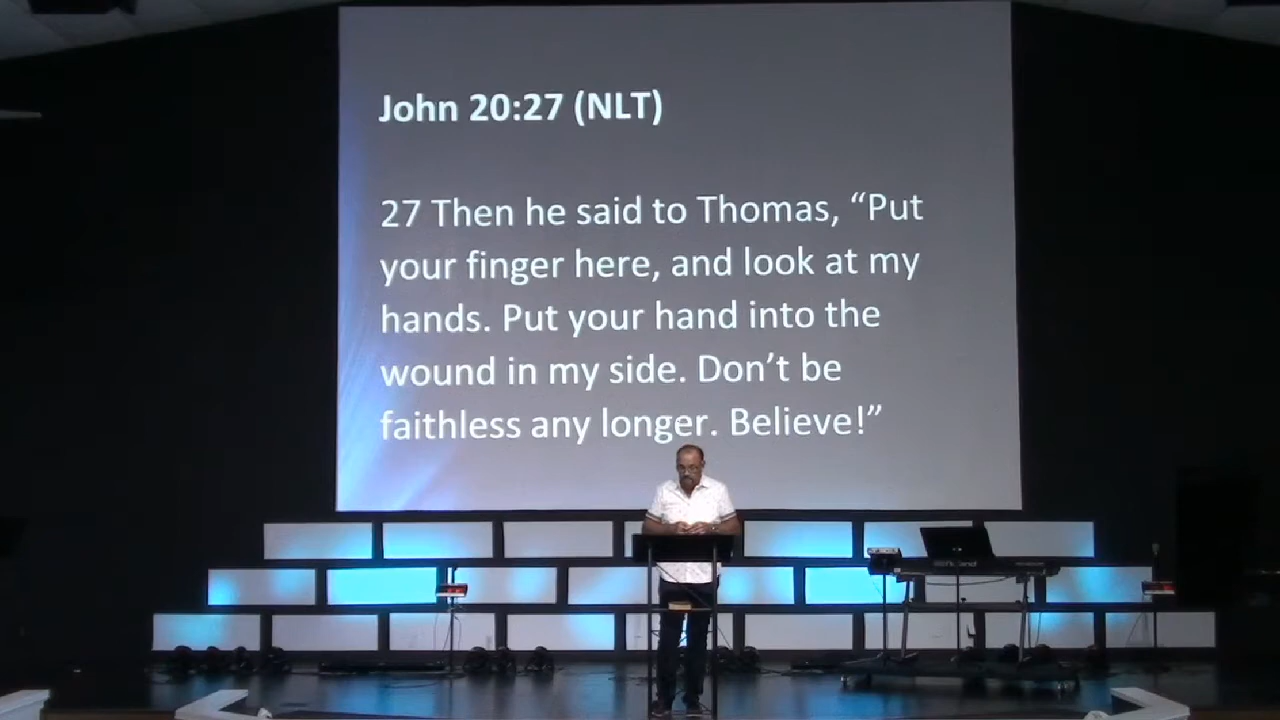 John 20:27 (NLT)
27 Then he said to Thomas, “Put
your finger here, and look at my
hands. Put your hand into the
wound in my side. Don’t be
faithless any longer. Believe!”
Roland